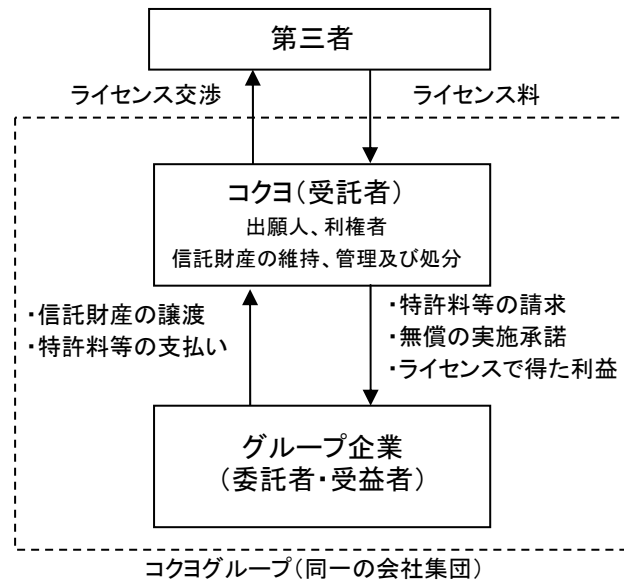 第三者
ライセンス交渉
ライセンス料
コクヨ(受託者)
出願人、利権者
信託財産の維持、管理及び処分
・信託財産の譲渡
・特許料等の支払い
・特許料等の請求
・無償の実施承諾
・ライセンスで得た利益
グループ企業
(委託者・受益者)
コクヨグループ(同一の会社集団)